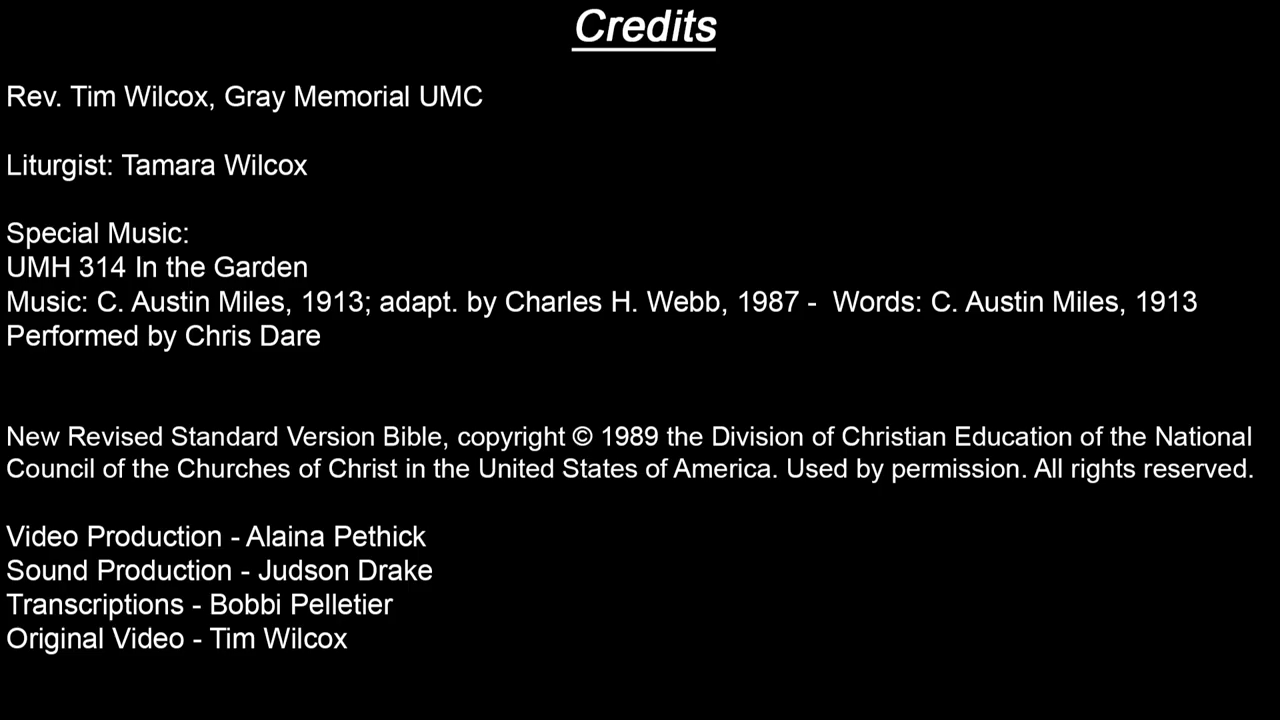 Credits
Rev. Tim Wilcox, Gray Memorial UMC
Liturgist: Tamara Wilcox
Special Music:
UMH 314 In the Garden
Music: C. Austin Miles, 1913; adapt. by Charles H. Webb, 1987 -  Words: C. Austin Miles, 1913
Performed by Chris Dare
New Revised Standard Version Bible, copyright © 1989 the Division of Christian Education of the National
Council of the Churches of Christ in the United States of America. Used by permission. All rights reserved.
Video Production - Alaina Pethick
Sound Production - Judson Drake
Transcriptions - Bobbi Pelletier
Original Video - Tim Wilcox